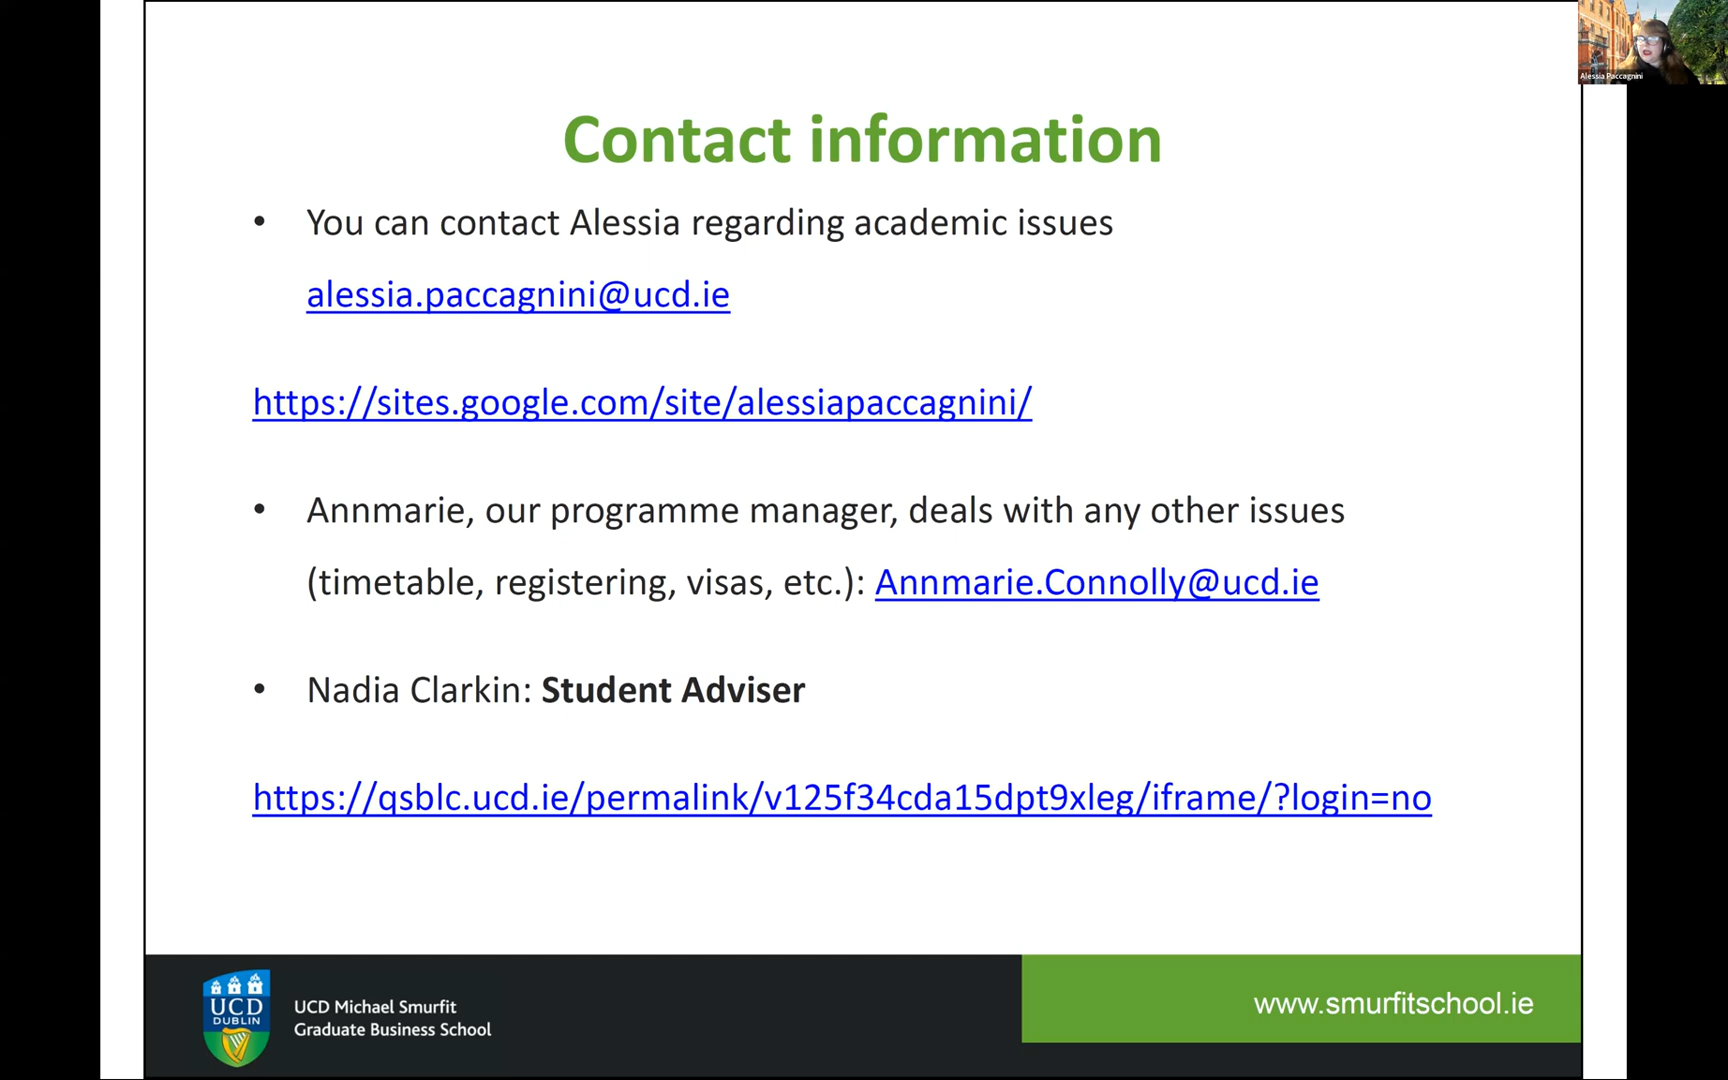 Alessia Paccagnini
Contact information
• You can contact Alessia regarding academic issues
alessia.paccagnini@ucd.ie
https://sites.google.com/site/alessiapaccagnini/
• Annmarie, our programme manager, deals with any other issues
(timetable, registering, visas, etc.): Annmarie.Connolly@ucd.ie
• Nadia Clarkin: Student Adviser
https://qsblc.ucd.ie/permalink/v125f34cda15dpt9xleg/iframe/?login=no
UCD
DUBLIN
UCD Michael Smurfit
Graduate Business School
www.smurfitschool.ie